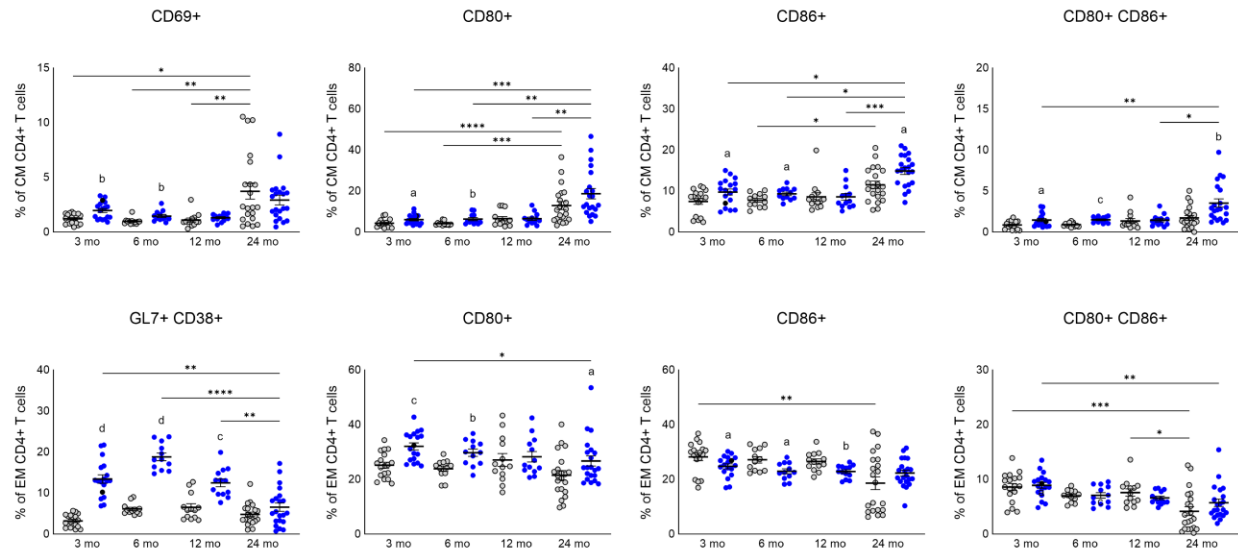 CD69+
CD80+
CD86+
CD80+ CD86+
% of CM CD4+ T cells
15
10
5
0
*
**
**
b
b
3 mo 6 mo 12 mo 24 mo
% of CM CD4+ T cells
80
60
40
20
0
***
**
**
****
***
a
b
3 mo 6 mo 12 mo 24 mo
% of CM CD4+ T cells
40
30
20
10
0
*
*
***
*
a
a
a
3 mo 6 mo 12 mo 24 mo
% of CM CD4+ T cells
20
15
10
5
0
**
*
a
c
b
3 mo 6 mo 12 mo 24 mo
GL7+ CD38+
CD80+
CD86+
CD80+ CD86+
% of EM CD4+ T cells
40
30
20
10
0
**
****
**
d
d
c
3 mo 6 mo 12 mo 24 mo
% of EM CD4+ T cells
60
40
20
0
*
c
b
a
3 mo 6 mo 12 mo 24 mo
% of EM CD4+ T cells
60
40
20
0
**
a
a
b
3 mo 6 mo 12 mo 24 mo
% of EM CD4+ T cells
30
20
10
0
**
***
*
3 mo 6 mo 12 mo 24 mo